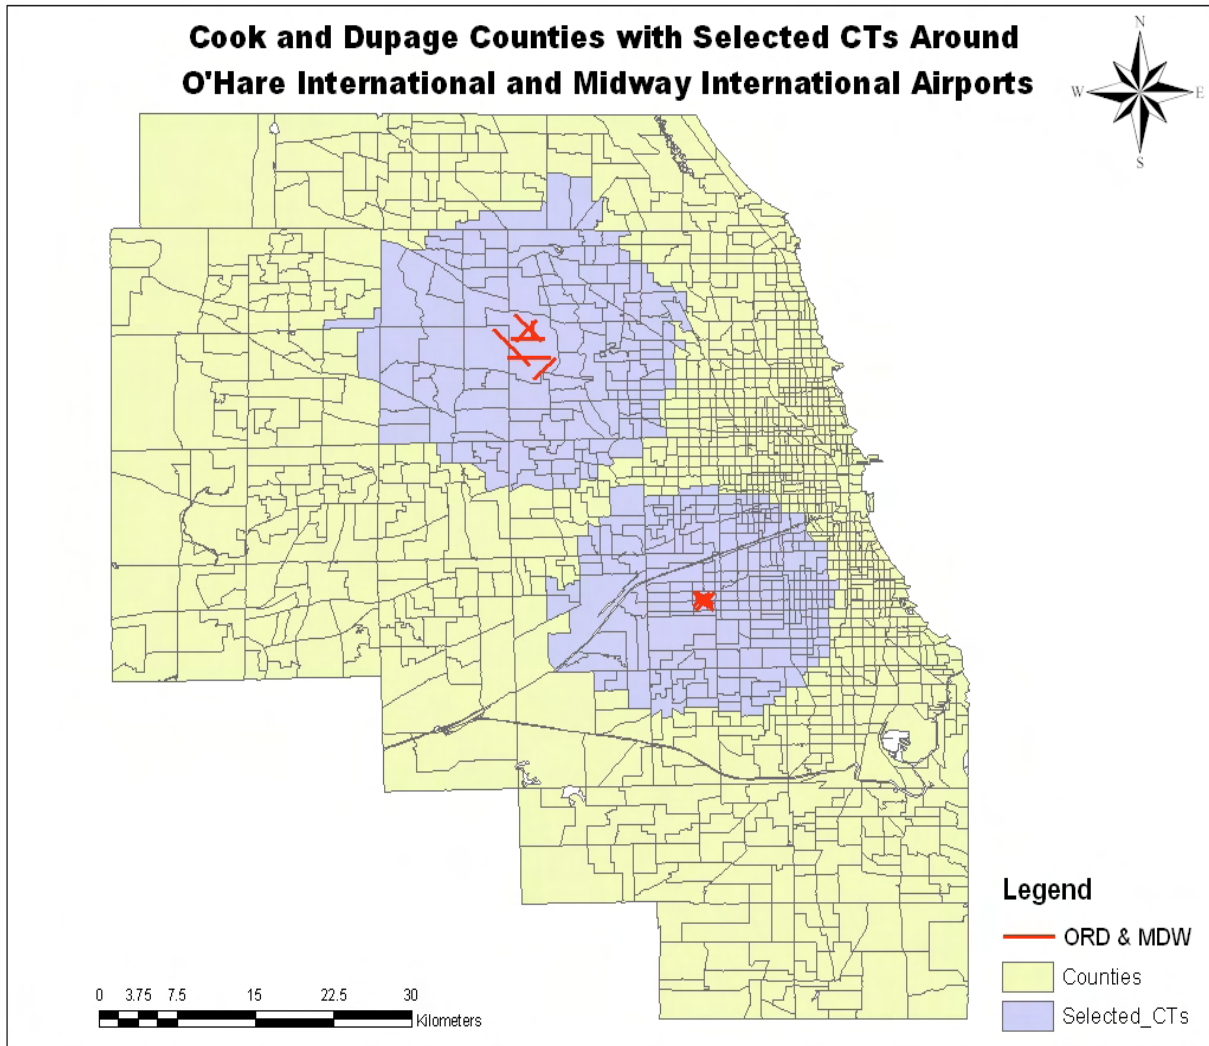 Cook and Dupage Counties with Selected CTs Around
O'Hare International and Midway International Airports
N
W E
S
Legend
ORD & MDW
Counties
Selected_CTs
0 3.75 7.5 15 22.5 30
Kilometers